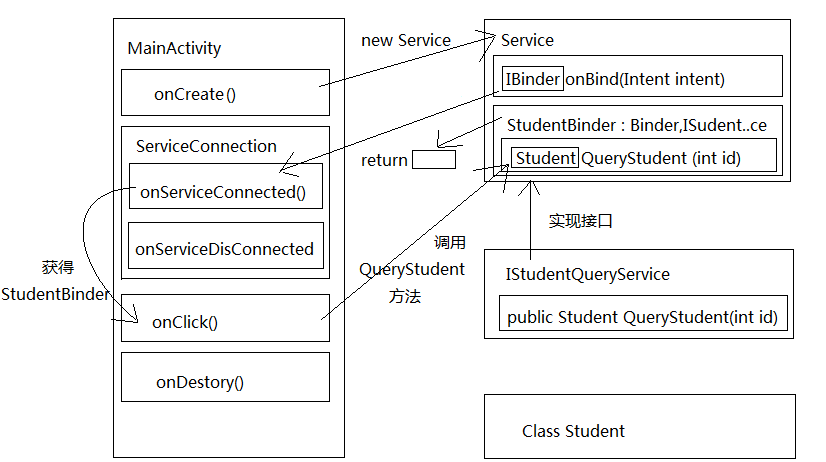 MainActivity
onCreate()
ServiceConnection
onServiceConnected()
onServiceDisConnected
获得
StudentBinder
onClick()
onDestory()
new Service
return
调用
QueryStudent
方法
Service
IBinder onBind(Intent intent)
StudentBinder : Binder,ISudent..ce
Student QueryStudent (int id)
实现接口
IStudentQueryService
public Student QueryStudent(int id)
Class Student